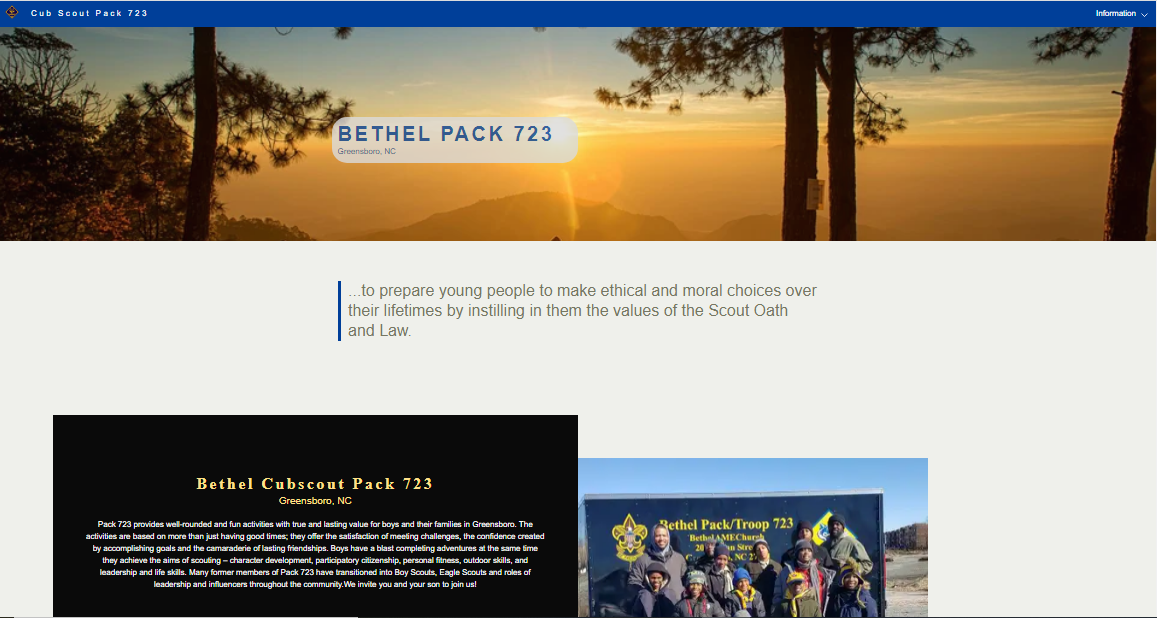 Cub Scout Pack 723
Information
BETHEL PACK 723
Greensboro, NC
...to prepare young people to make ethical and moral choices over
their lifetimes by instilling in them the values of the Scout Oath
and Law.
Bethel Cubscout Pack 723
Greensboro, NC
Pack 723 provides well-rounded and fun activities with true and lasting value for boys and their families in Greensboro. The
activities are based on more than just having good times; they offer the satisfaction of meeting challenges, the confidence created
by accomplishing goals and the camaraderie of lasting friendships. Boys have a blast completing adventures at the same time
they achieve the aims of scouting – character development, participatory citizenship, personal fitness, outdoor skills, and
leadership and life skills. Many former members of Pack 723 have transitioned into Boy Scouts, Eagle Scouts and roles of
leadership and influencers throughout the community.We invite you and your son to join us!
Bethel Pack/Troop 723
Bethel AME Church
NC